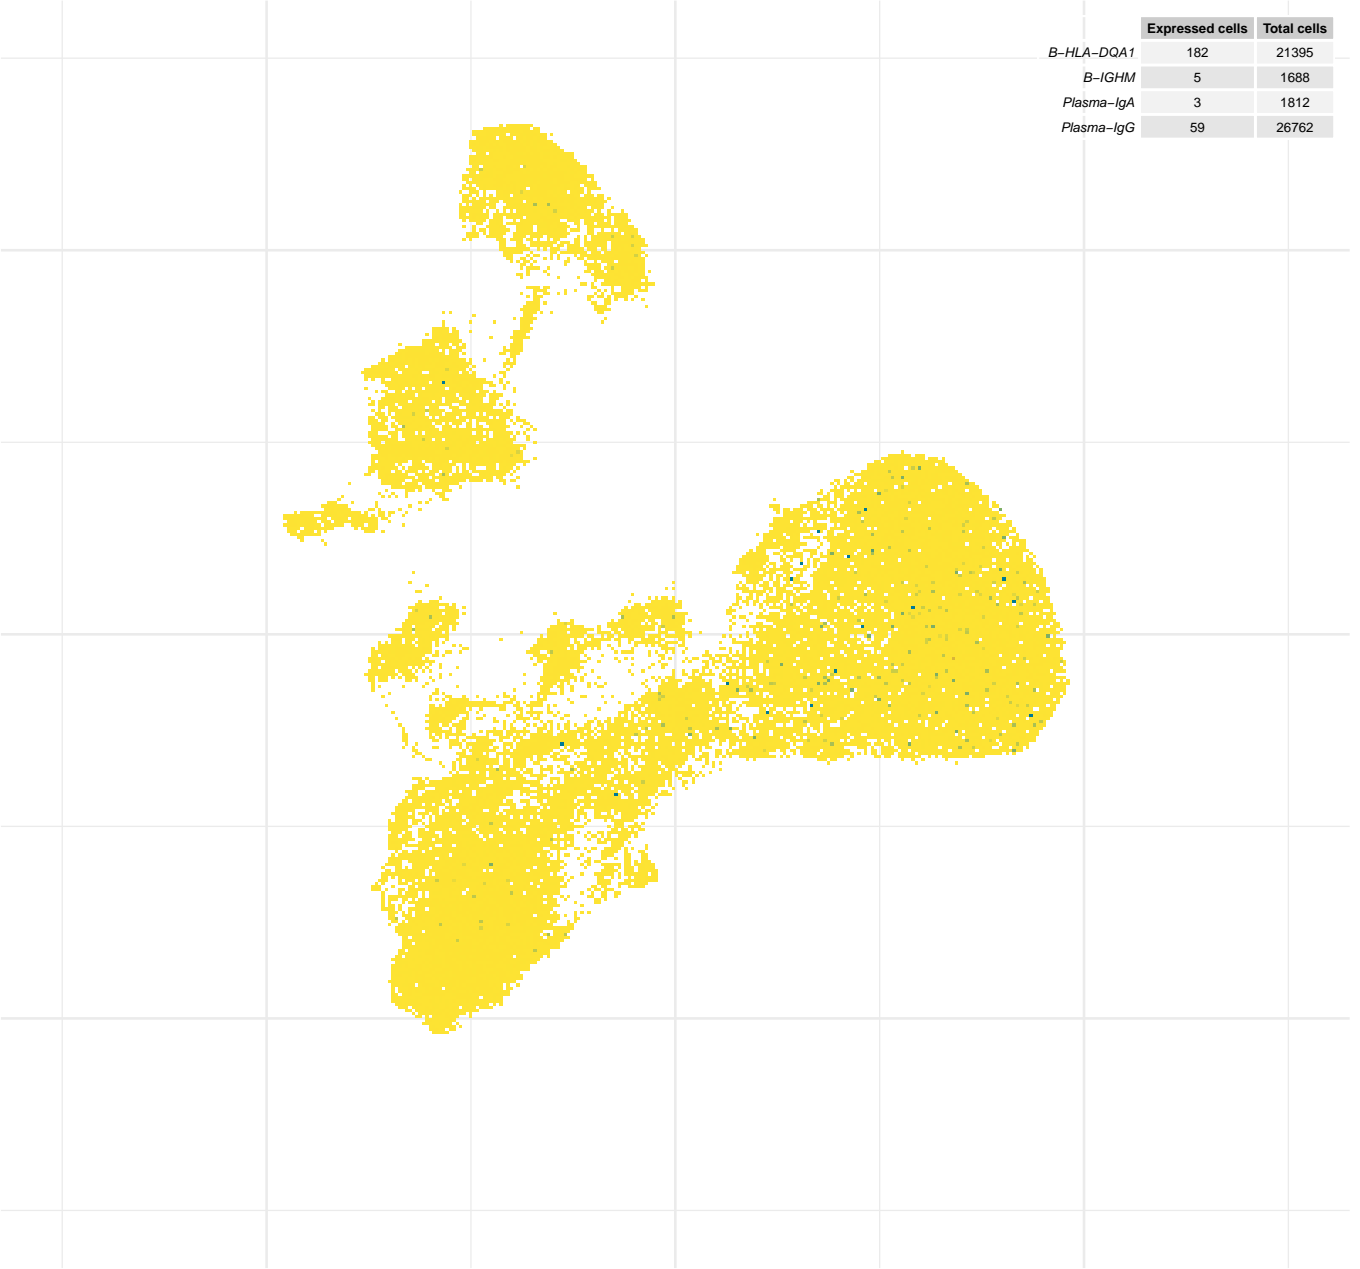 Expressed cells Total cells
B−HLA−DQA1 182 21395
B−IGHM 5 1688
Plasma−IgA 3 1812
Plasma−IgG 59 26762